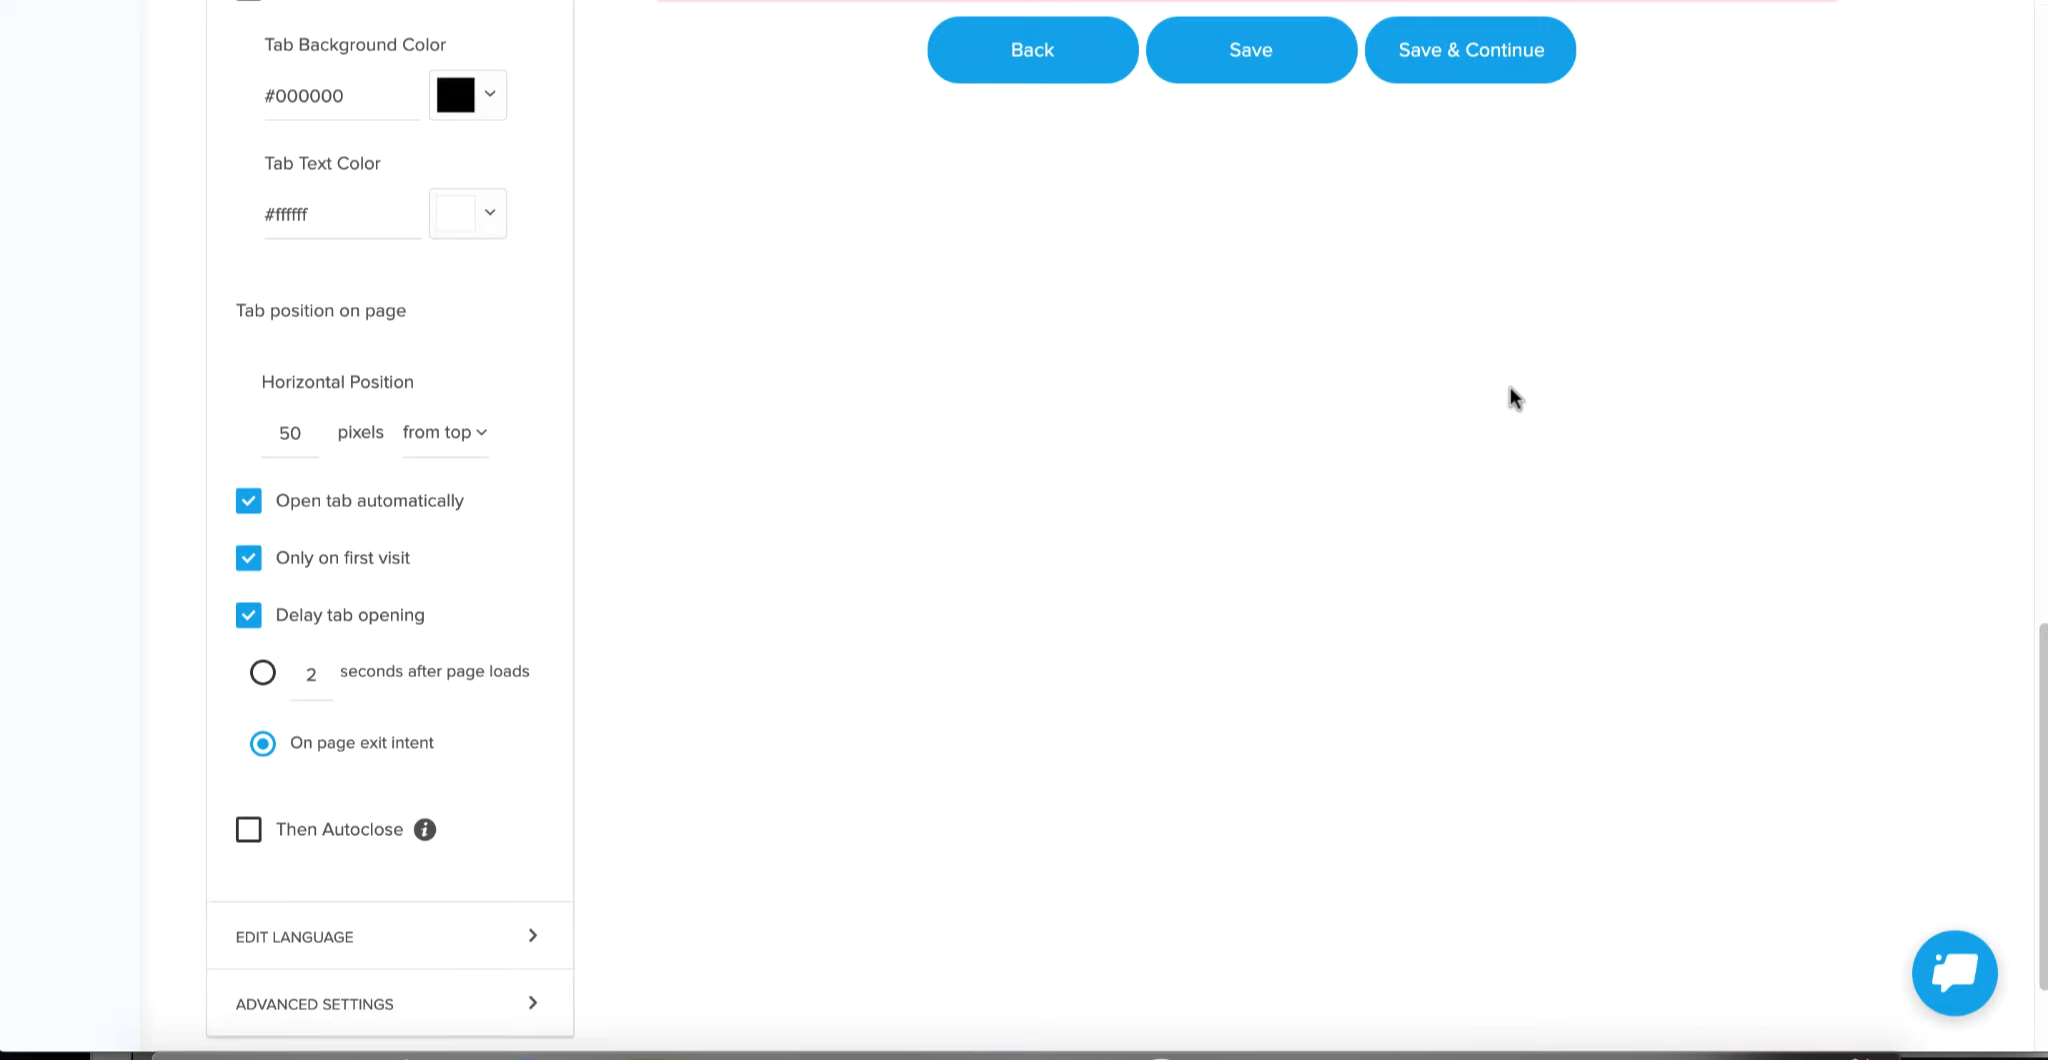 Tab Background Color
#000000
Tab Text Color
#ffffff
Tab position on page
Horizontal Position
50 pixels from top
Open tab automatically
Only on first visit
Delay tab opening
2 seconds after page loads
On page exit intent
Then Autoclose i
EDIT LANGUAGE
ADVANCED SETTINGS
Back Save Save & Continue